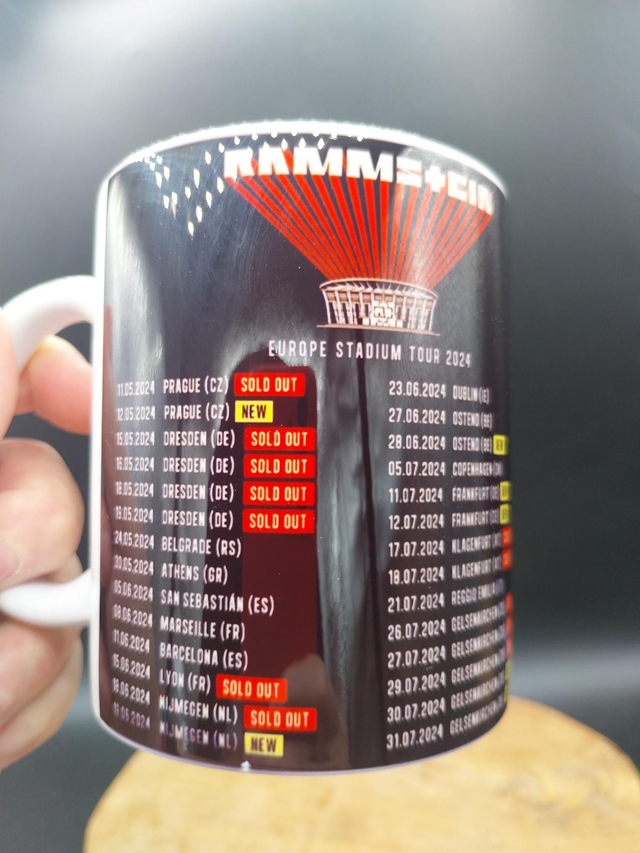 RAMMSTEIN
EUROPE STADIUM TOUR 2024
11.05.2024 PRAGUE (CZ) SOLD OUT
12.05.2024 PRAGUE (CZ) NEW
15.05.2024 DRESDEN (DE) SOLD OUT
16.05.2024 DRESDEN (DE) SOLD OUT
18.05.2024 DRESDEN (DE) SOLD OUT
19.05.2024 DRESDEN (DE) SOLD OUT
24.05.2024 BELGRADE (RS)
30.05.2024 ATHENS (GR)
05.06.2024 SAN SEBASTIÁN (ES)
08.06.2024 MARSEILLE (FR)
11.06.2024 BARCELONA (ES)
15.06.2024 LYON (FR) SOLD OUT
18.06.2024 NIJMEGEN (NL) SOLD OUT
NIJMEGEN (NL) NEW
23.06.2024 DUBLIN (IE)
27.06.2024 OSTEND (BE)
28.06.2024 OSTEND (BE)
05.07.2024 COPENHAGEN
11.07.2024 FRANKFURT
12.07.2024 FRANKFURT
17.07.2024 KLAGENFURT
18.07.2024 KLAGENFURT
21.07.2024 REGGIO EMILIA
26.07.2024 GELSENKIRCHEN
27.07.2024 GELSENKIRCHEN
29.07.2024 GELSENKIRCHEN
30.07.2024 GELSENKIRCHEN
31.07.2024 GELSENKIRCHEN